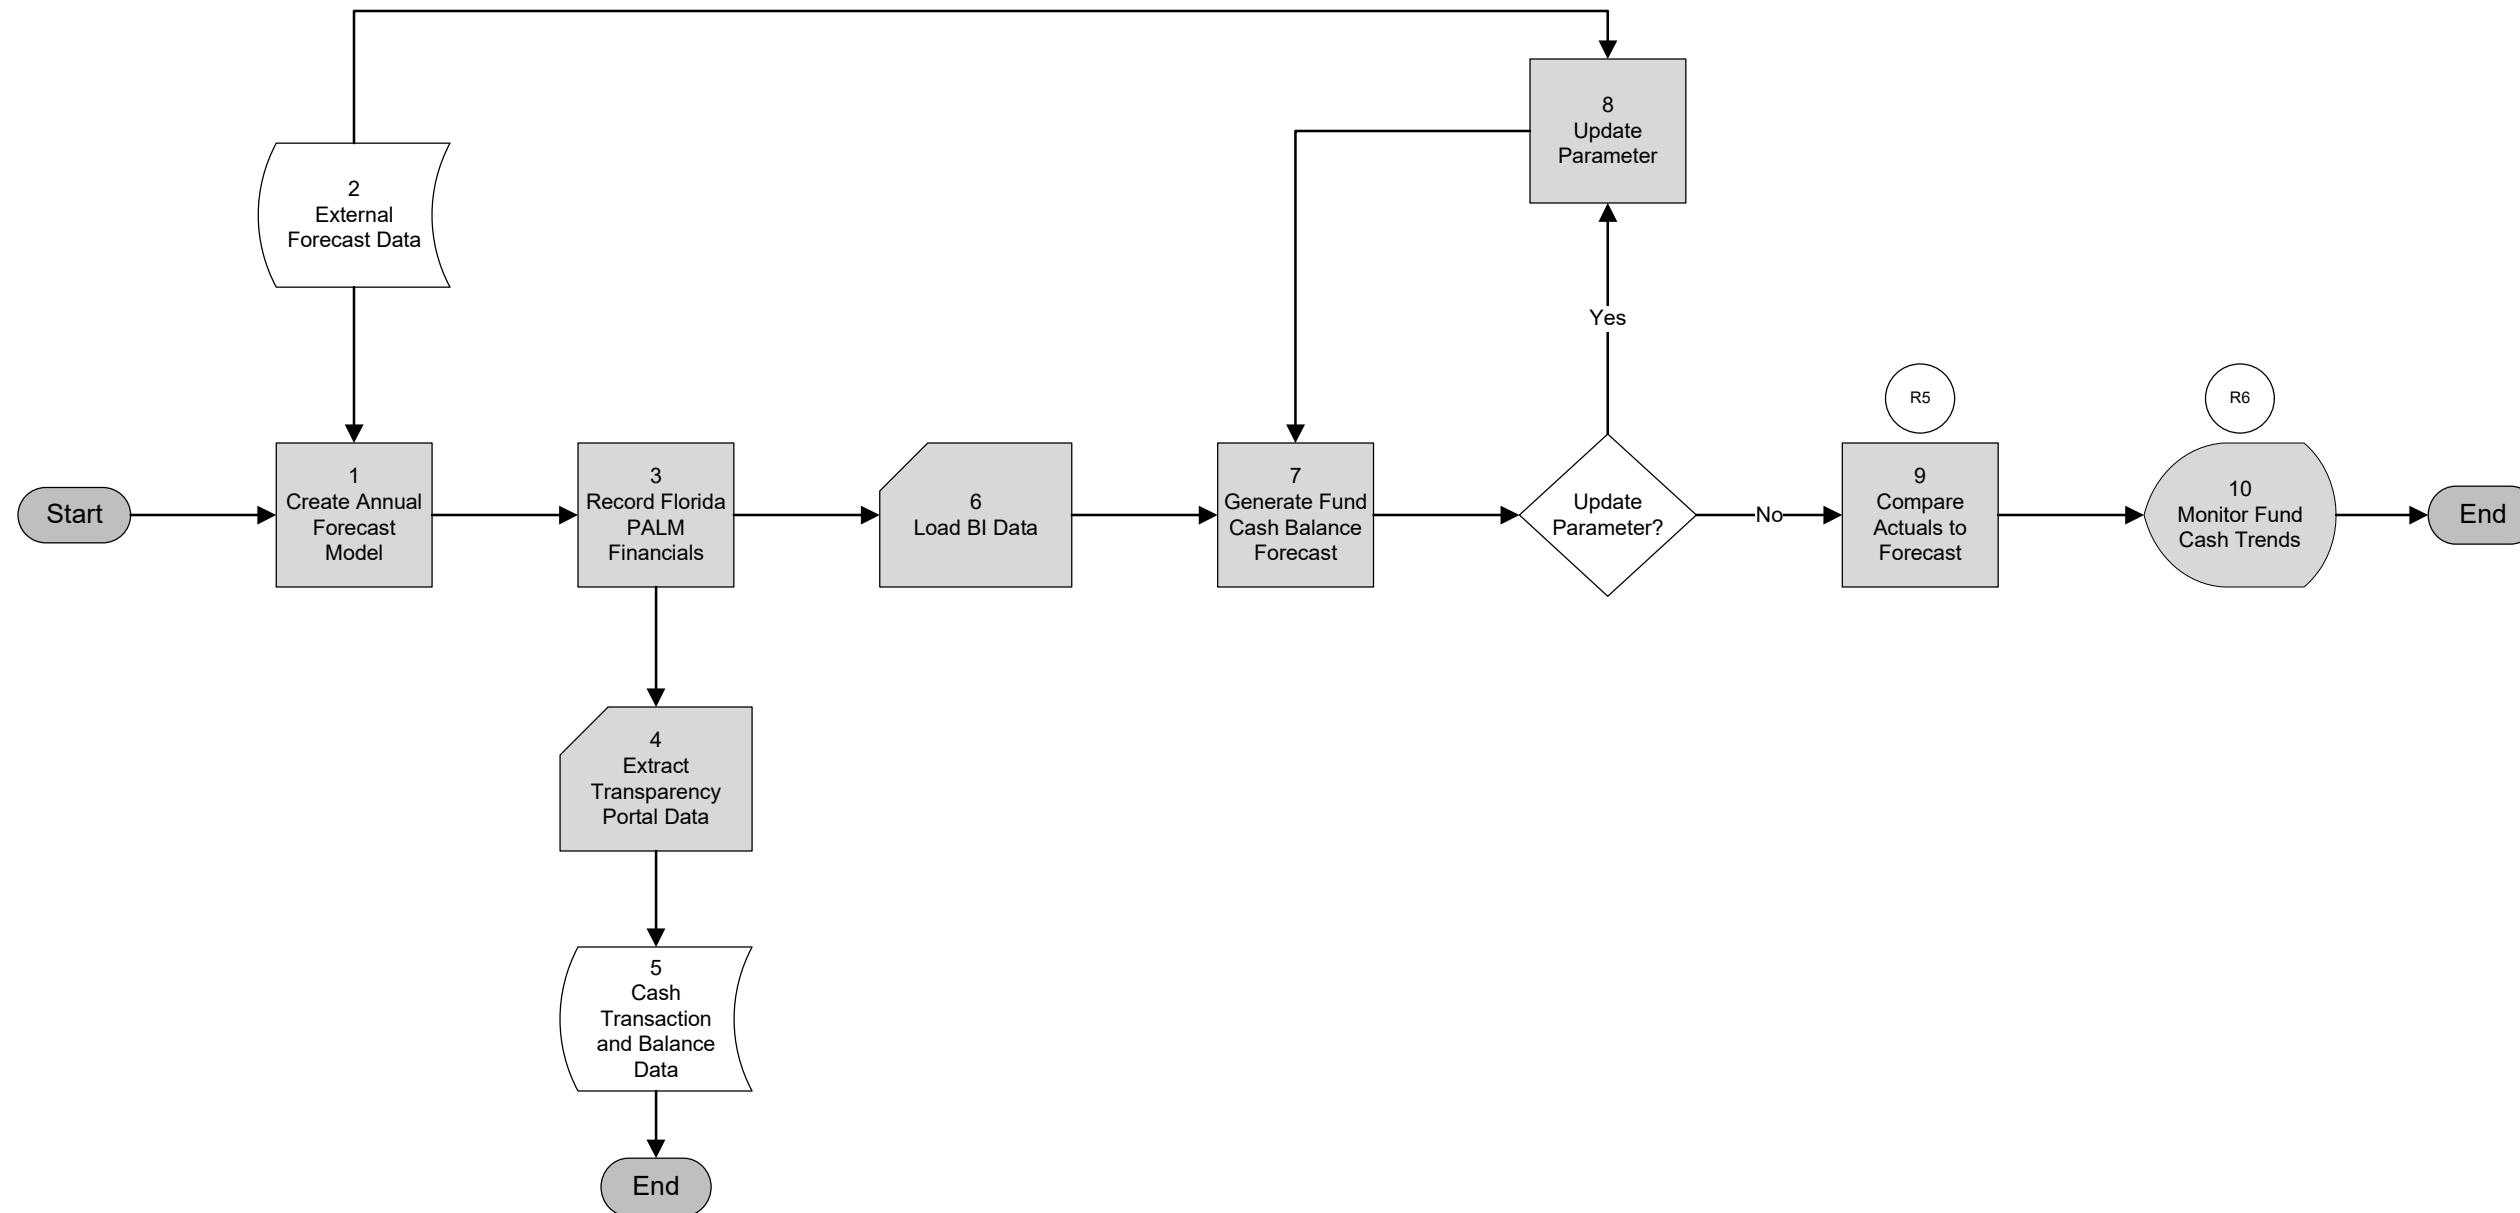 8
Update
Parameter
2
External
Forecast Data
Yes
R5
R6
Start
1
Create Annual
Forecast
Model
3
Record Florida
PALM
Financials
6
Load BI Data
7
Generate Fund
Cash Balance
Forecast
Update
Parameter?
No
9
Compare
Actuals to
Forecast
10
Monitor Fund
Cash Trends
End
4
Extract
Transparency
Portal Data
5
Cash
Transaction
and Balance
Data
End